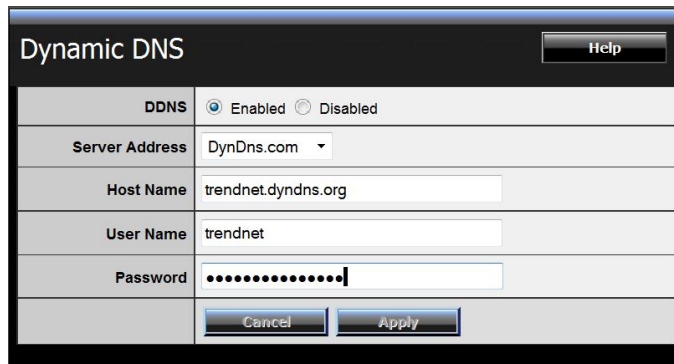 Dynamic DNS
Help
DDNS Enabled Disabled
Server Address DynDns.com
Host Name trendnet.dyndns.org
User Name trendnet
Password ●●●●●●●●●●●●●●●
Cancel Apply